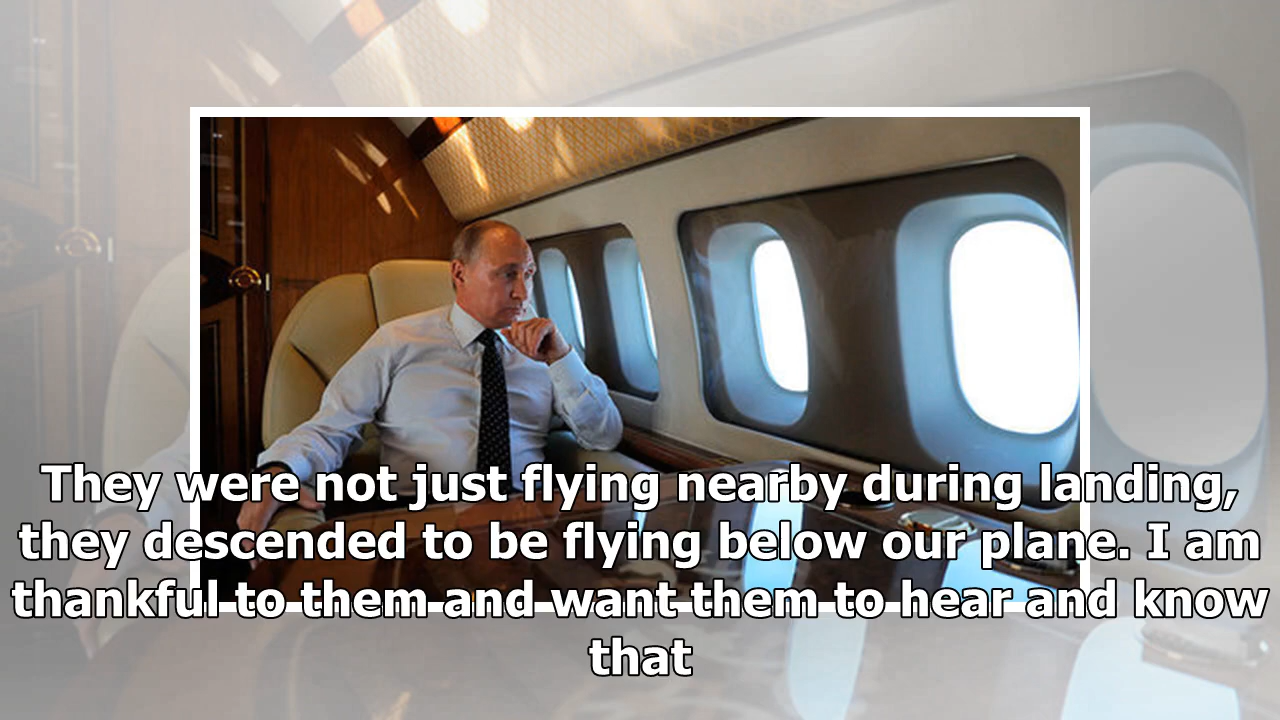 They were not just flying nearby during landing,
they descended to be flying below our plane. I am
thankful to them and want them to hear and know
that